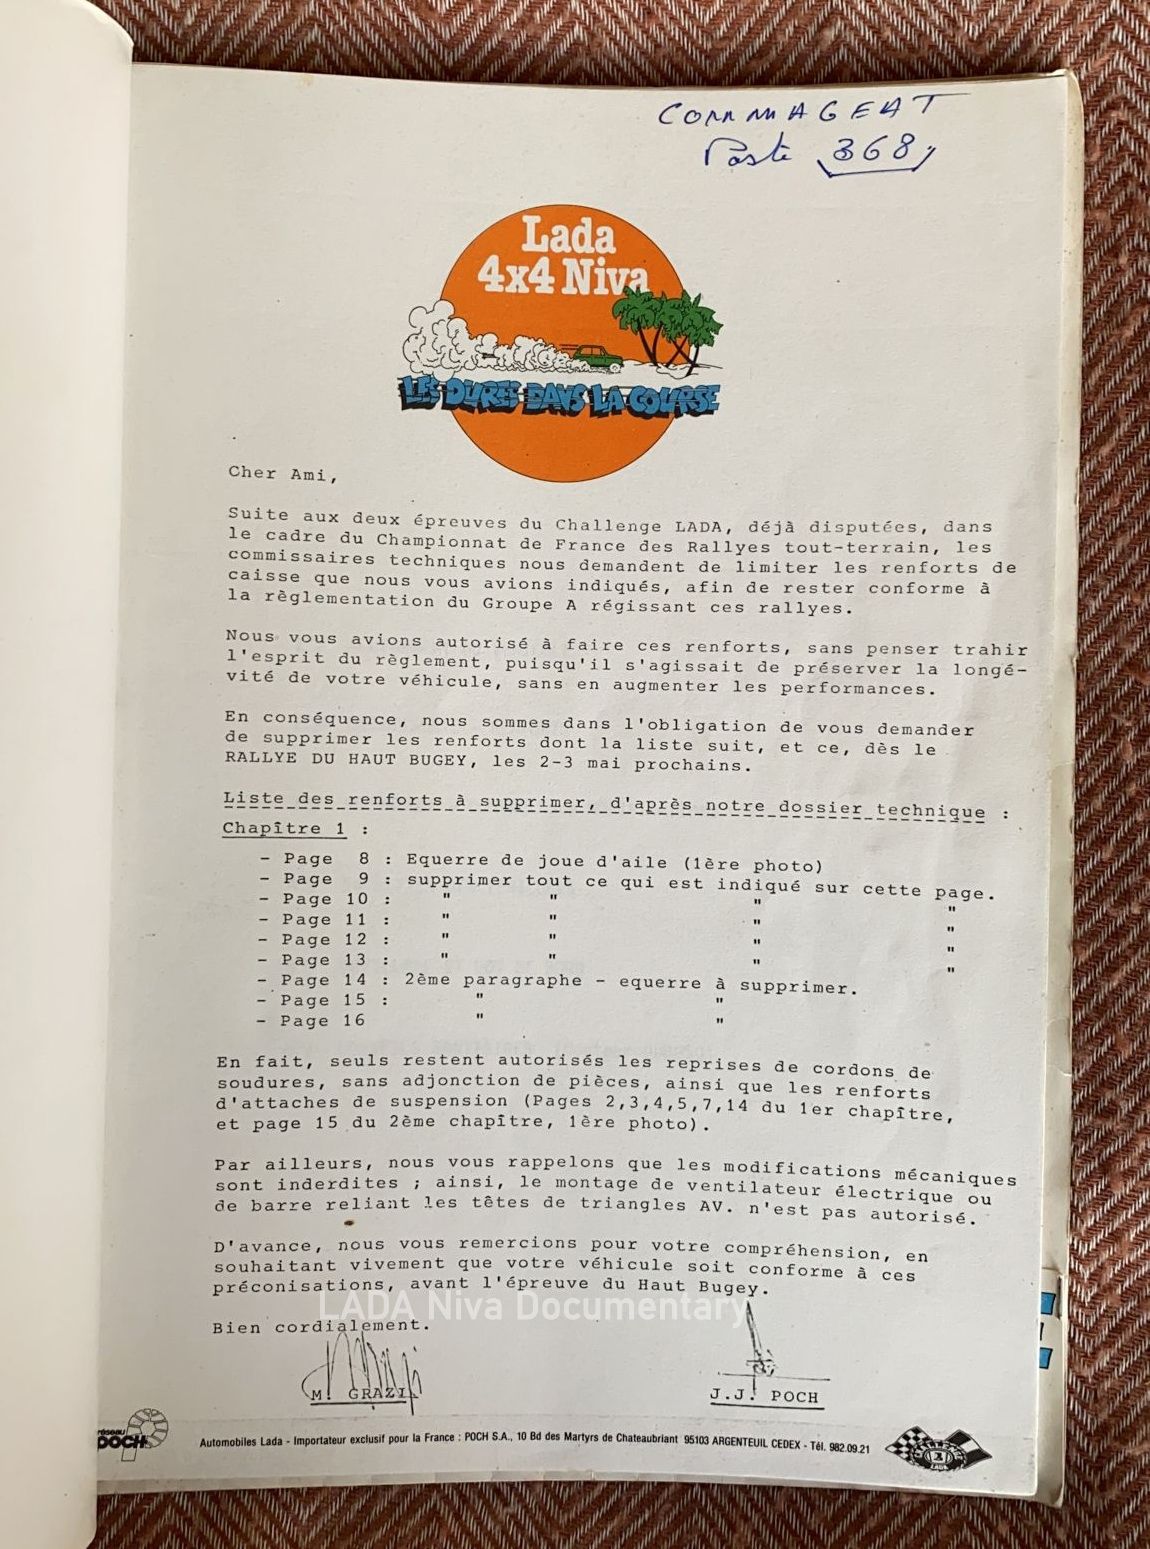 COMMAGEAT
Poste 368
Lada
4x4 Niva
LES DURES DANS LA COURSE
Cher Ami,
Suite aux deux épreuves du Challenge LADA, déjà disputées, dans
le cadre du Championnat de France des Rallyes tout-terrain, les
commissaires techniques nous demandent de limiter les renforts de
caisse que nous vous avions indiqués, afin de rester conforme à
la règlementation du Groupe A régissant ces rallyes.
Nous vous avions autorisé à faire ces renforts, sans penser trahir
l'esprit du règlement, puisqu'il s'agissait de préserver la longé-
vité de votre véhicule, sans en augmenter les performances.
En conséquence, nous sommes dans l'obligation de vous demander
de supprimer les renforts dont la liste suit, et ce, dès le
RALLYE DU HAUT BUGEY, les 2-3 mai prochains.
Liste des renforts à supprimer, d'après notre dossier technique :
Chapître 1 :
- Page 8 : Equerre de joue d'aile (1ère photo)
- Page 9 : supprimer tout ce qui est indiqué sur cette page.
- Page 10 : " " " "
- Page 11 : " " " "
- Page 12 : " " " "
- Page 13 : " " " "
- Page 14 : 2ème paragraphe - equerre à supprimer.
- Page 15 : " "
- Page 16 " "
En fait, seuls restent autorisés les reprises de cordons de
soudures, sans adjonction de pièces, ainsi que les renforts
d'attaches de suspension (Pages 2,3,4,5,7,14 du 1er chapître,
et page 15 du 2ème chapître, 1ère photo).
Par ailleurs, nous vous rappelons que les modifications mécaniques
sont inderdites ; ainsi, le montage de ventilateur électrique ou
de barre reliant les têtes de triangles AV. n'est pas autorisé.
D'avance, nous vous remercions pour votre compréhension, en
souhaitant vivement que votre véhicule soit conforme à ces
préconisations, avant l'épreuve du Haut Bugey.
LADA Niva Documentary
Bien cordialement.
M. GRAZI J.J. POCH
réseau
POCH
Automobiles Lada - Importateur exclusif pour la France : POCH S.A., 10 Bd des Martyrs de Chateaubriant 95103 ARGENTEUIL CEDEX - Tél. 982.09.21
LADA